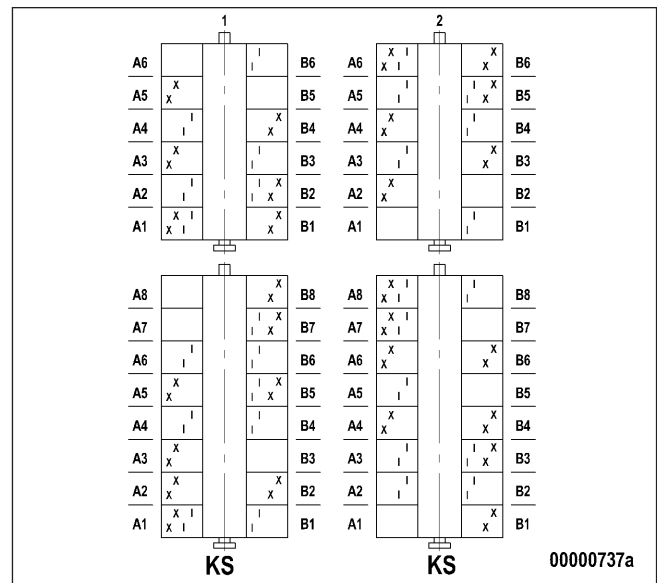 1 2
A6 B6 A6 B6
A5 B5 A5 B5
A4 B4 A4 B4
A3 B3 A3 B3
A2 B2 A2 B2
A1 B1 A1 B1
A8 B8 A8 B8
A7 B7 A7 B7
A6 B6 A6 B6
A5 B5 A5 B5
A4 B4 A4 B4
A3 B3 A3 B3
A2 B2 A2 B2
A1 B1 A1 B1
KS KS 00000737a